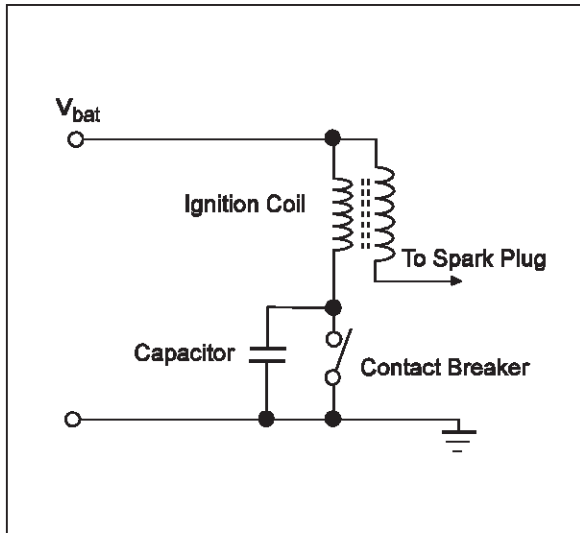 Vbat
Ignition Coil
To Spark Plug
Capacitor
Contact Breaker